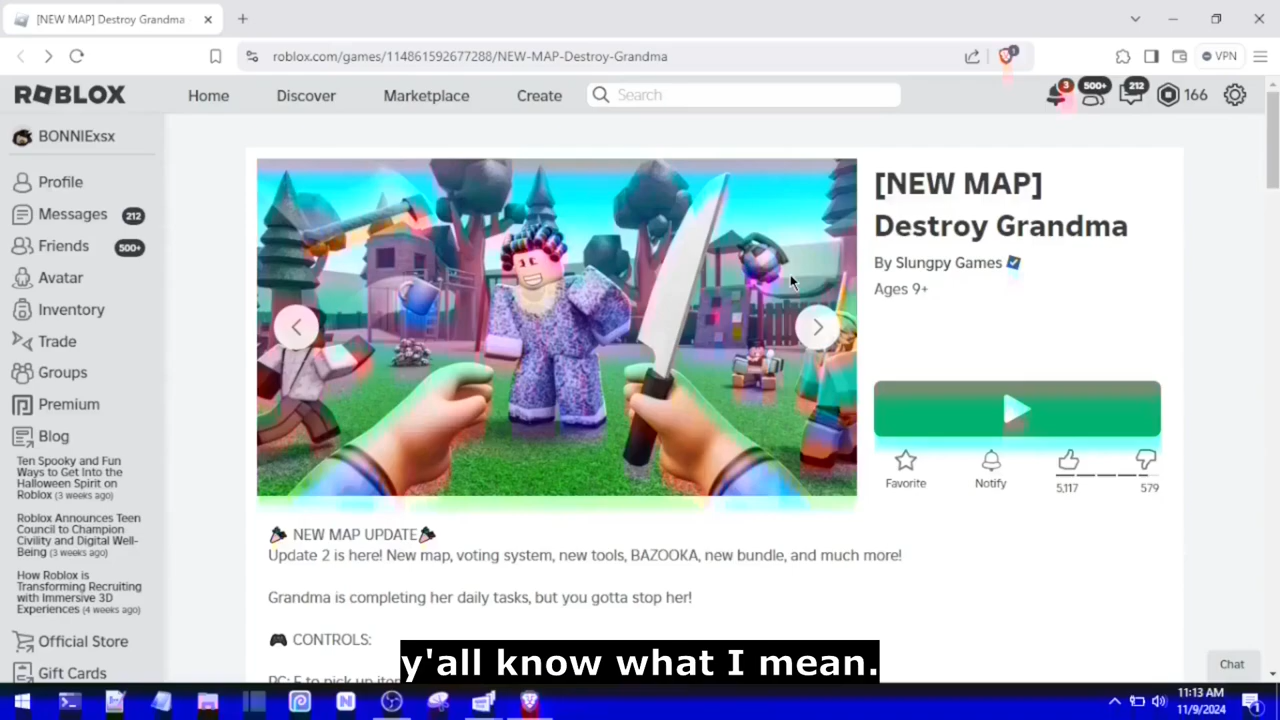 [NEW MAP] Destroy Grandma
roblox.com/games/114861592677288/NEW-MAP-Destroy-Grandma
1
VPN
ROBLOX
Home
Discover
Marketplace
Create
Search
3
500+
212
166
BONNIExsx
Profile
Messages 212
Friends 500+
Avatar
Inventory
Trade
Groups
Premium
Blog
Ten Spooky and Fun
Ways to Get Into the
Halloween Spirit on
Roblox (3 weeks ago)
Roblox Announces Teen
Council to Champion
Civility and Digital Well-
Being (3 weeks ago)
How Roblox is
Transforming Recruiting
with Immersive 3D
Experiences (4 weeks ago)
Official Store
Gift Cards
[NEW MAP]
Destroy Grandma
By Slungpy Games
Ages 9+
Favorite
Notify
5,117
579
NEW MAP UPDATE
Update 2 is here! New map, voting system, new tools, BAZOOKA, new bundle, and much more!
Grandma is completing her daily tasks, but you gotta stop her!
CONTROLS:
y'all know what I mean.
Chat
11:13 AM
11/9/2024
1